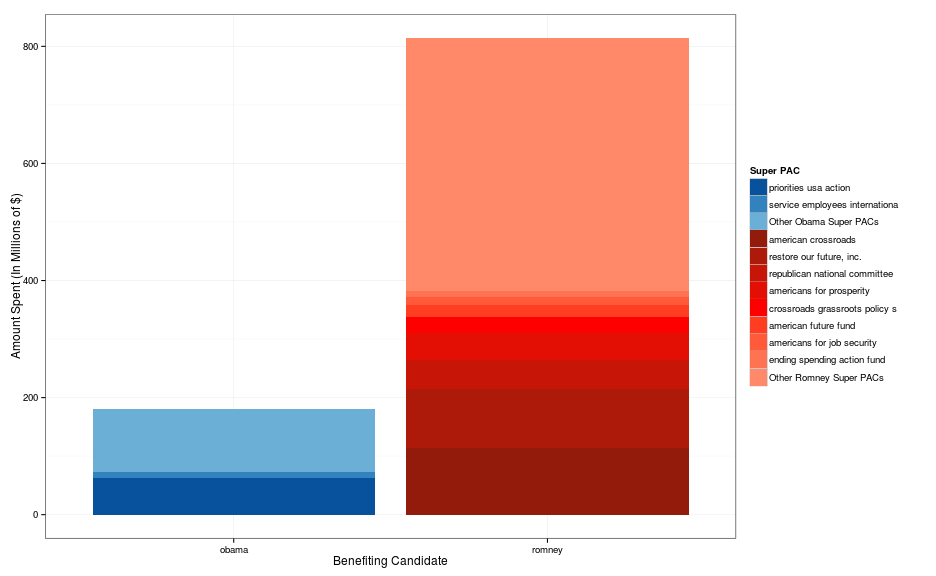 Amount Spent (In Millions of $)
800
600
400
200
0
obama
romney
Benefiting Candidate
Super PAC
priorities usa action
service employees internationa
Other Obama Super PACs
american crossroads
restore our future, inc.
republican national committee
americans for prosperity
crossroads grassroots policy s
american future fund
americans for job security
ending spending action fund
Other Romney Super PACs